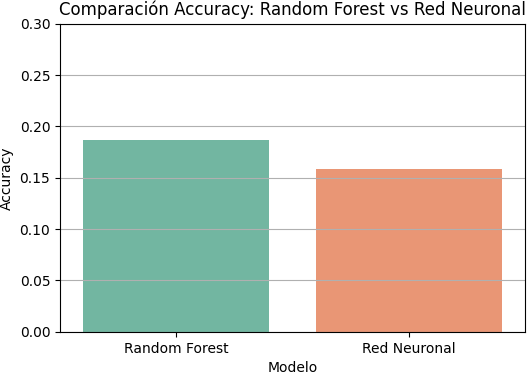 Comparación Accuracy: Random Forest vs Red Neuronal
0.30
0.25
0.20
0.15
0.10
0.05
0.00
Accuracy
Random Forest
Red Neuronal
Modelo